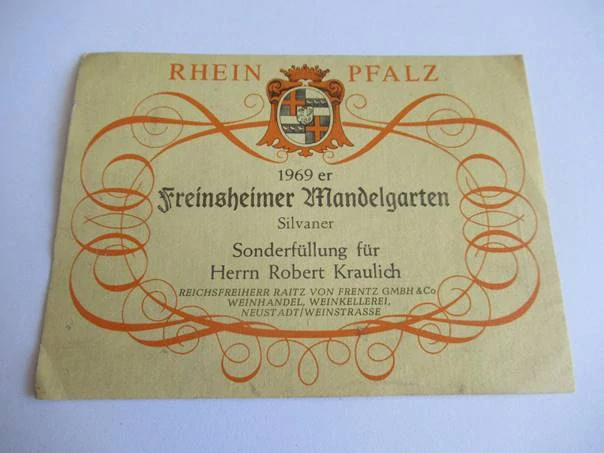 RHEIN PFALZ
1969 er
Freinsheimer Mandelgarten
Silvaner
Sonderfüllung für
Herrn Robert Kraulich
REICHSFREIHERR RAITZ VON FRENTZ GMBH & Co
WEINHANDEL, WEINKELLEREI,
NEUSTADT/WEINSTRASSE